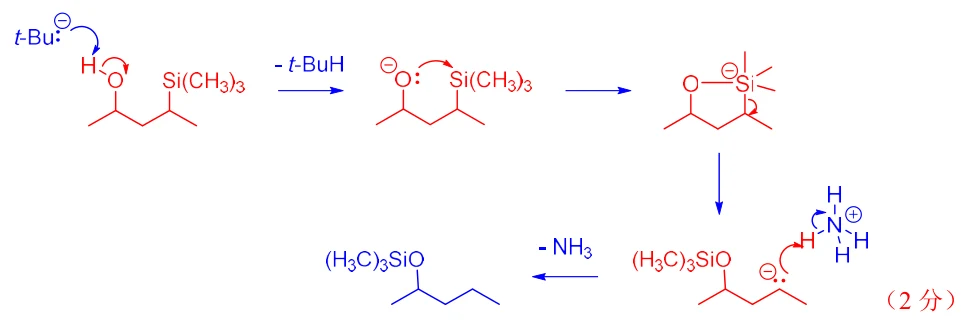 t-Bu:⊖
H
O
Si(CH₃)₃
- t-BuH
⊖
O:
Si(CH₃)₃
O
⊖
Si
(H₃C)₃SiO
- NH₃
(H₃C)₃SiO
⊖
H
H N⊕ H
H
(2 分)